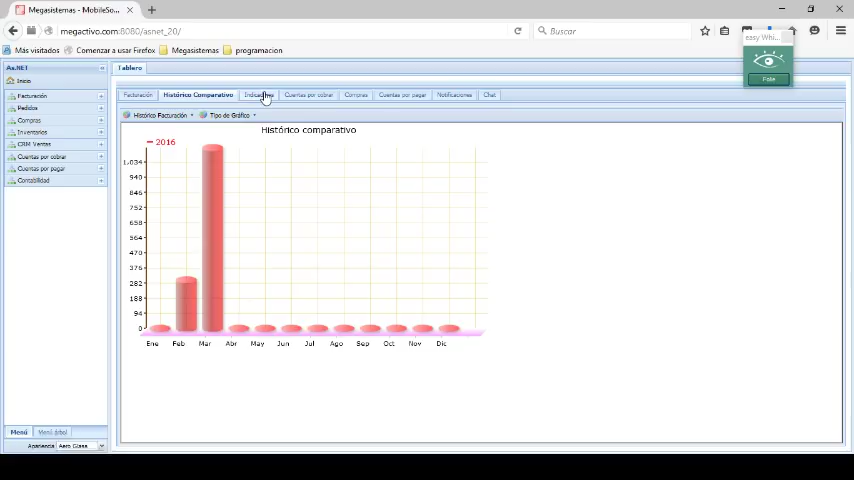 Megasistemas - MobileSo...
megactivo.com:8080/asnet_20/
Buscar
Más visitados
Comenzar a usar Firefox
Megasistemas
programacion
easy Whi...
Folie
As.NET
Inicio
Facturación
Pedidos
Compras
Inventarios
CRM Ventas
Cuentas por cobrar
Cuentas por pagar
Contabilidad
Menú
Menú árbol
Apariencia:
Aero Glass
Tablero
Facturación
Histórico Comparativo
Cuentas por cobrar
Compras
Cuentas por pagar
Notificaciones
Chat
Histórico Facturación
Tipo de Gráfico
Histórico comparativo
2016
1,034
940
846
752
658
564
470
376
282
188
94
0
Ene Feb Mar Abr May Jun Jul Ago Sep Oct Nov Dic